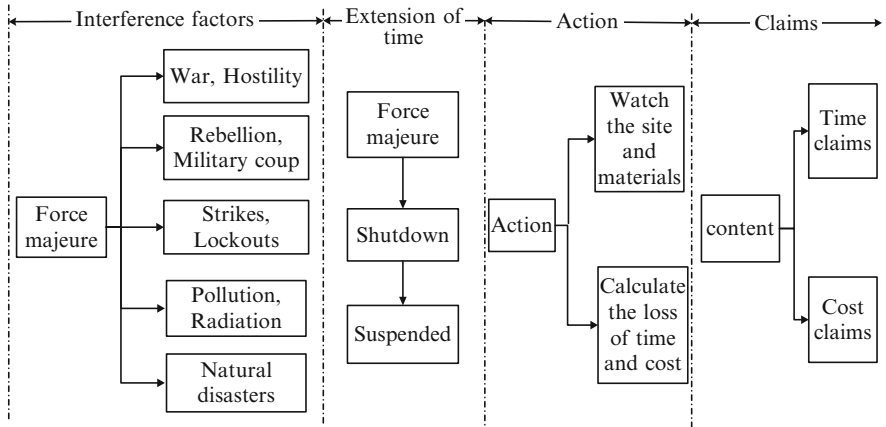 Interference factors
Extension of
time
Action
Claims
Force
majeure
War, Hostility
Rebellion,
Military coup
Strikes,
Lockouts
Pollution,
Radiation
Natural
disasters
Force
majeure
Shutdown
Suspended
Action
Watch
the site
and
materials
Calculate
the loss
of time
and cost
content
Time
claims
Cost
claims